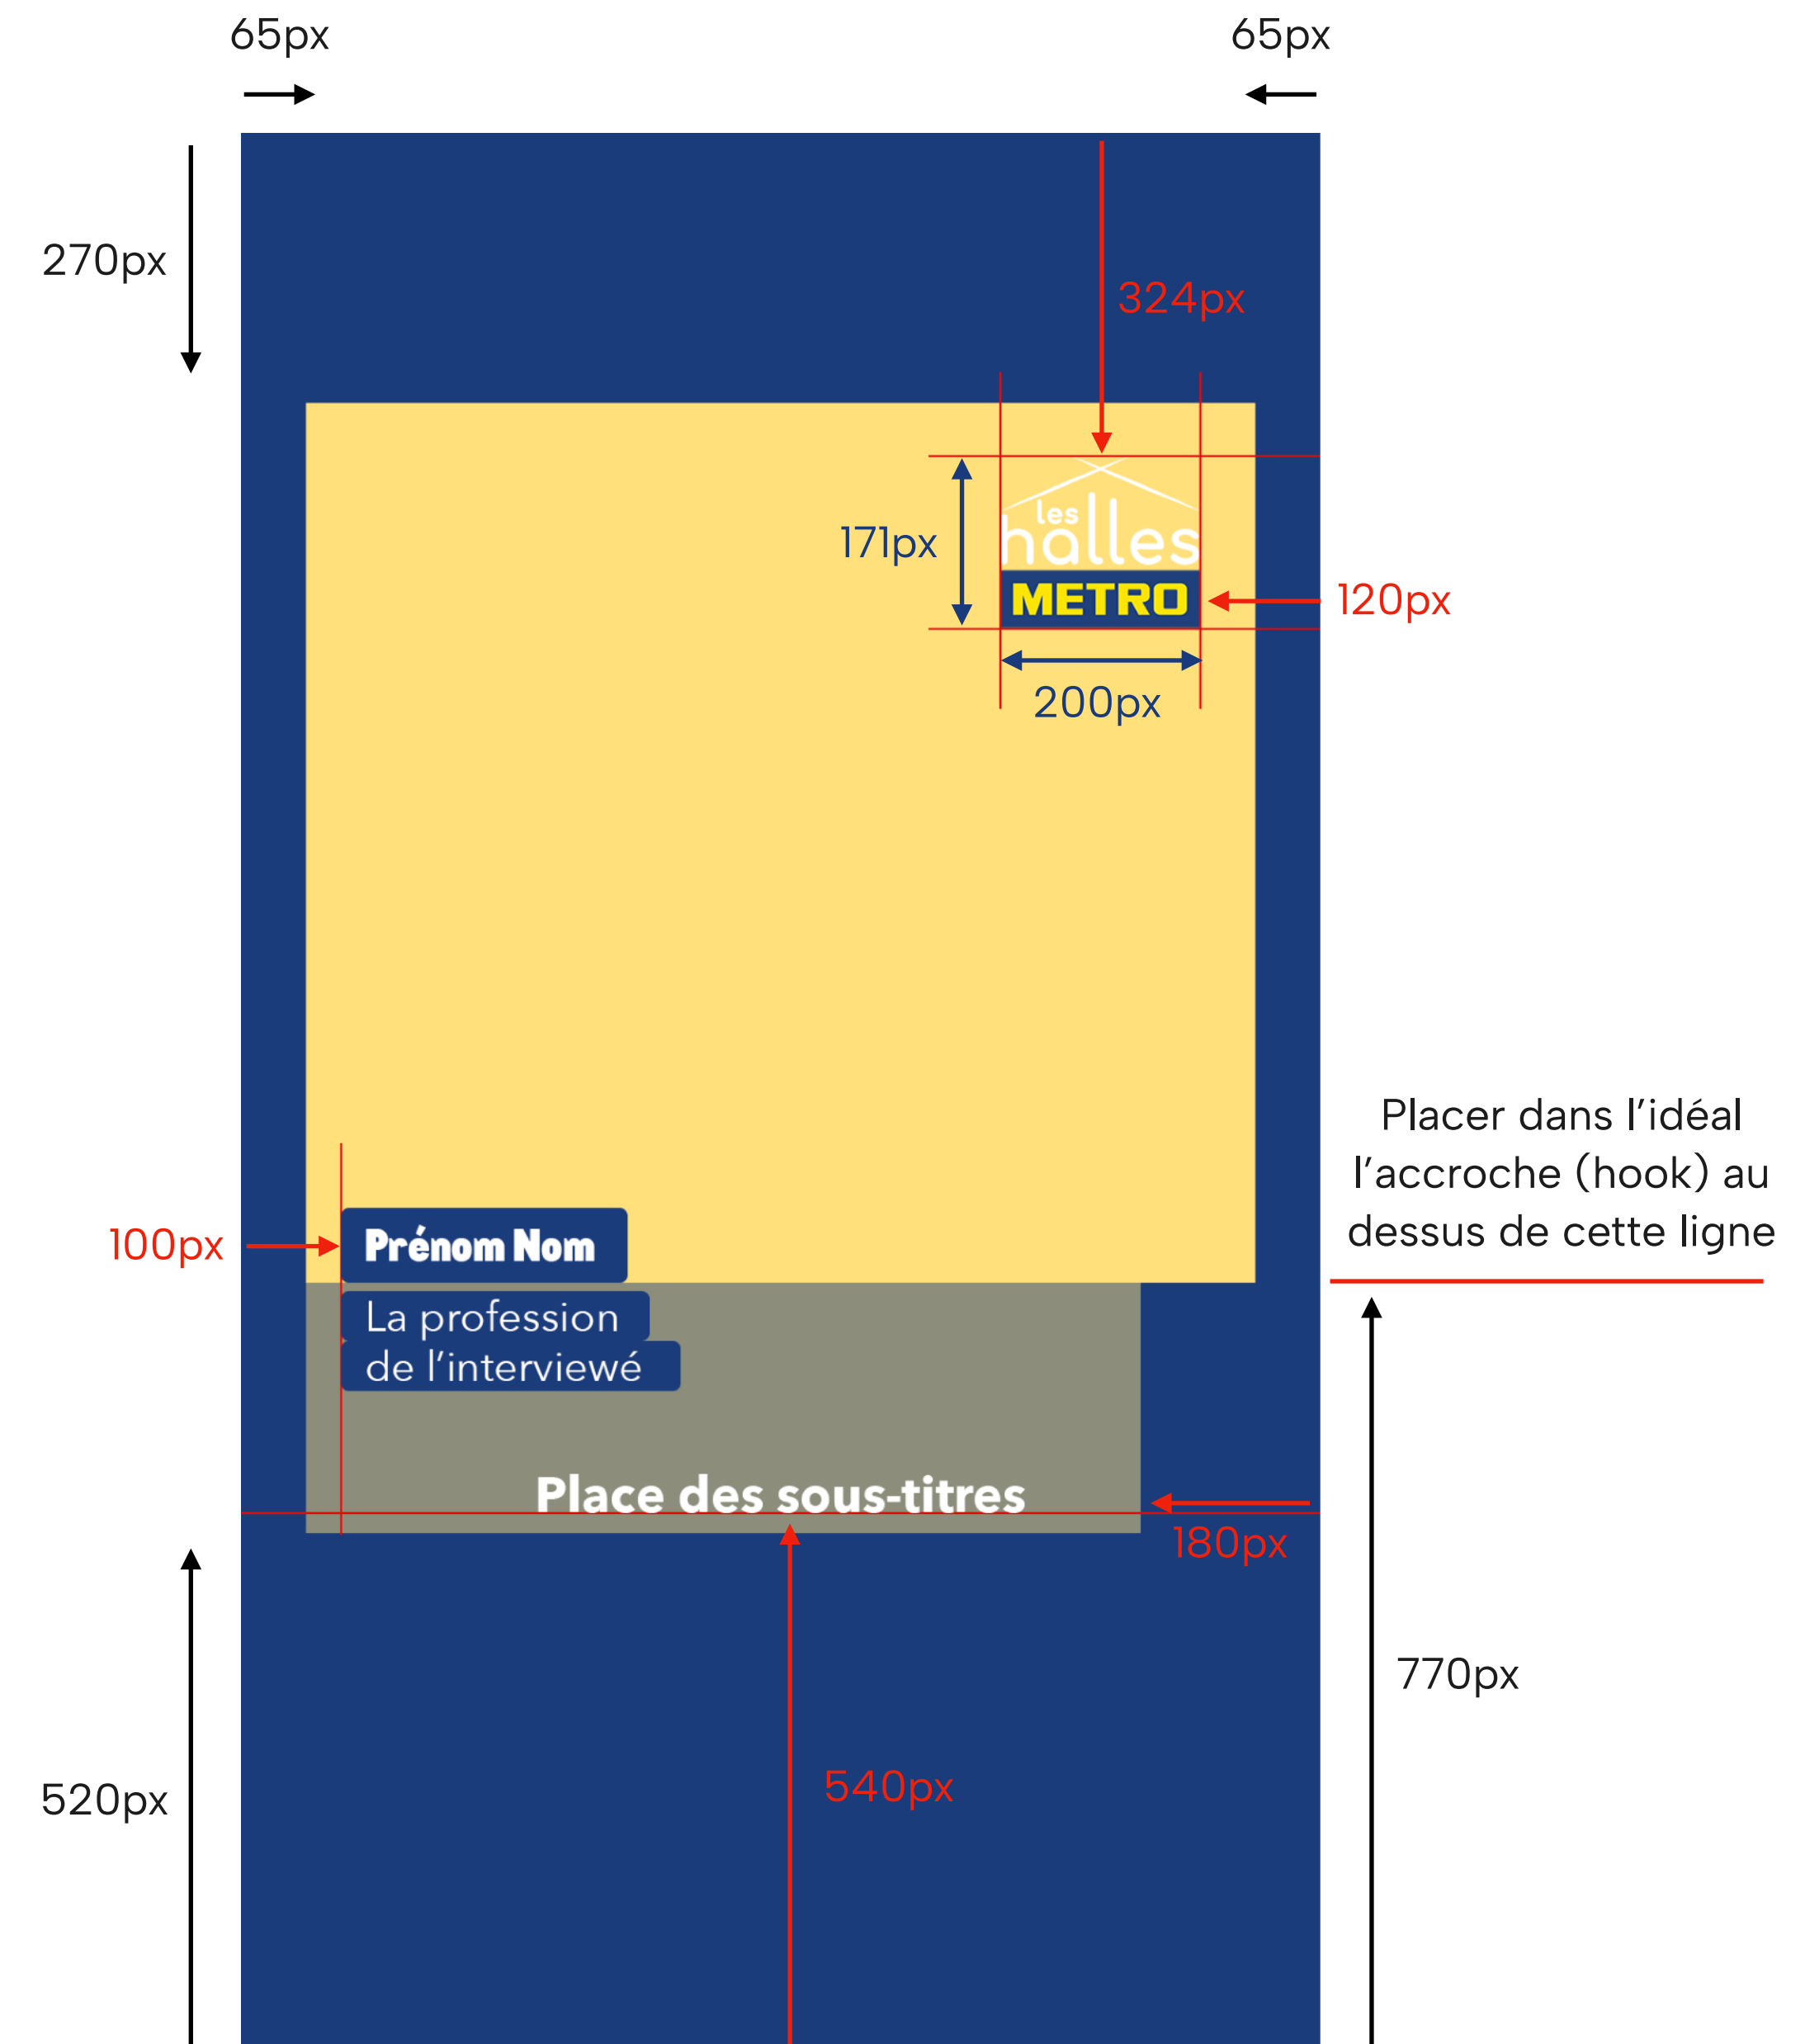 65px
65px
270px
324px
les
halles
171px
METRO
120px
200px
Placer dans l’idéal
l’accroche (hook) au
dessus de cette ligne
100px
Prénom Nom
La profession
de l’interviewé
Place des sous-titres
180px
770px
520px
540px